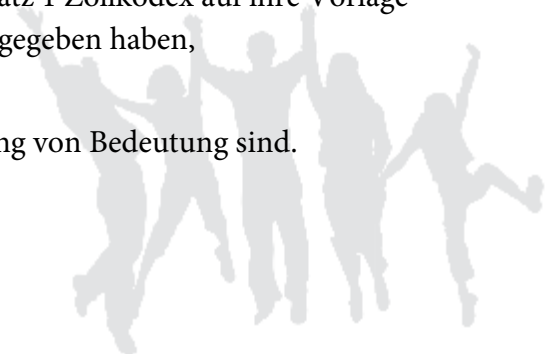 atz 1 Zollkodex auf ihre Vorlage
gegeben haben,
ng von Bedeutung sind.